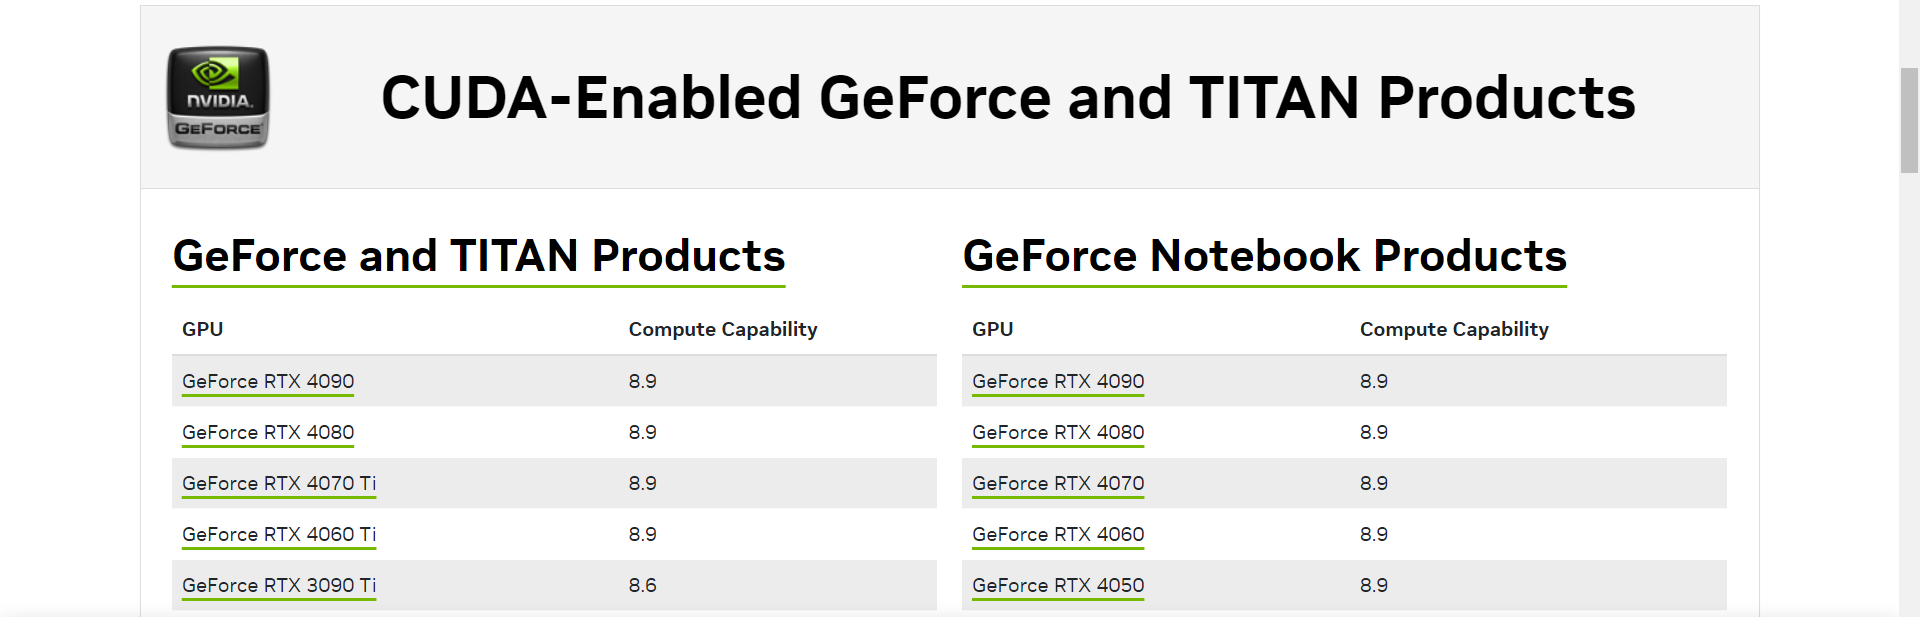 NVIDIA.
GEFORCE
CUDA-Enabled GeForce and TITAN Products
GeForce and TITAN Products
GPU Compute Capability
GeForce RTX 4090 8.9
GeForce RTX 4080 8.9
GeForce RTX 4070 Ti 8.9
GeForce RTX 4060 Ti 8.9
GeForce RTX 3090 Ti 8.6
GeForce Notebook Products
GPU Compute Capability
GeForce RTX 4090 8.9
GeForce RTX 4080 8.9
GeForce RTX 4070 8.9
GeForce RTX 4060 8.9
GeForce RTX 4050 8.9